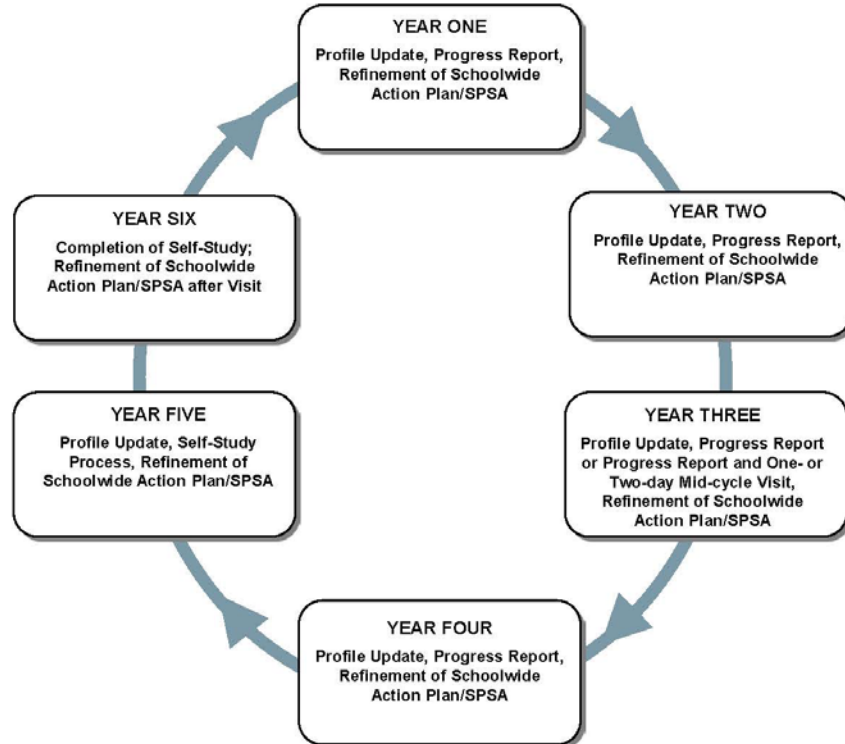 YEAR ONE
Profile Update, Progress Report,
Refinement of Schoolwide
Action Plan/SPSA
YEAR TWO
Profile Update, Progress Report,
Refinement of Schoolwide
Action Plan/SPSA
YEAR THREE
Profile Update, Progress Report
or Progress Report and One- or
Two-day Mid-cycle Visit,
Refinement of Schoolwide
Action Plan/SPSA
YEAR FOUR
Profile Update, Progress Report,
Refinement of Schoolwide
Action Plan/SPSA
YEAR FIVE
Profile Update, Self-Study
Process, Refinement of
Schoolwide Action Plan/SPSA
YEAR SIX
Completion of Self-Study;
Refinement of Schoolwide
Action Plan/SPSA after Visit